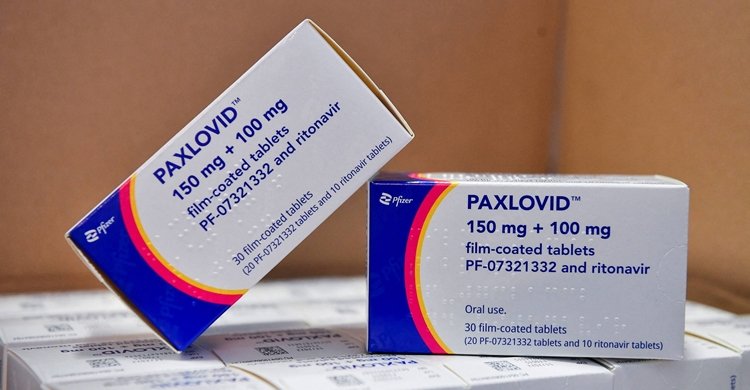 PAXLOVID™
150 mg + 100 mg
film-coated tablets
PF-07321332 and ritonavir
30 film-coated tablets
(20 PF-07321332 and 10 ritonavir tablets)
Pfizer
Pfizer
PAXLOVID™
150 mg + 100 mg
film-coated tablets
PF-07321332 and ritonavir
Oral use.
30 film-coated tablets
(20 PF-07321332 and 10 ritonavir tablets)
PAXLOVID